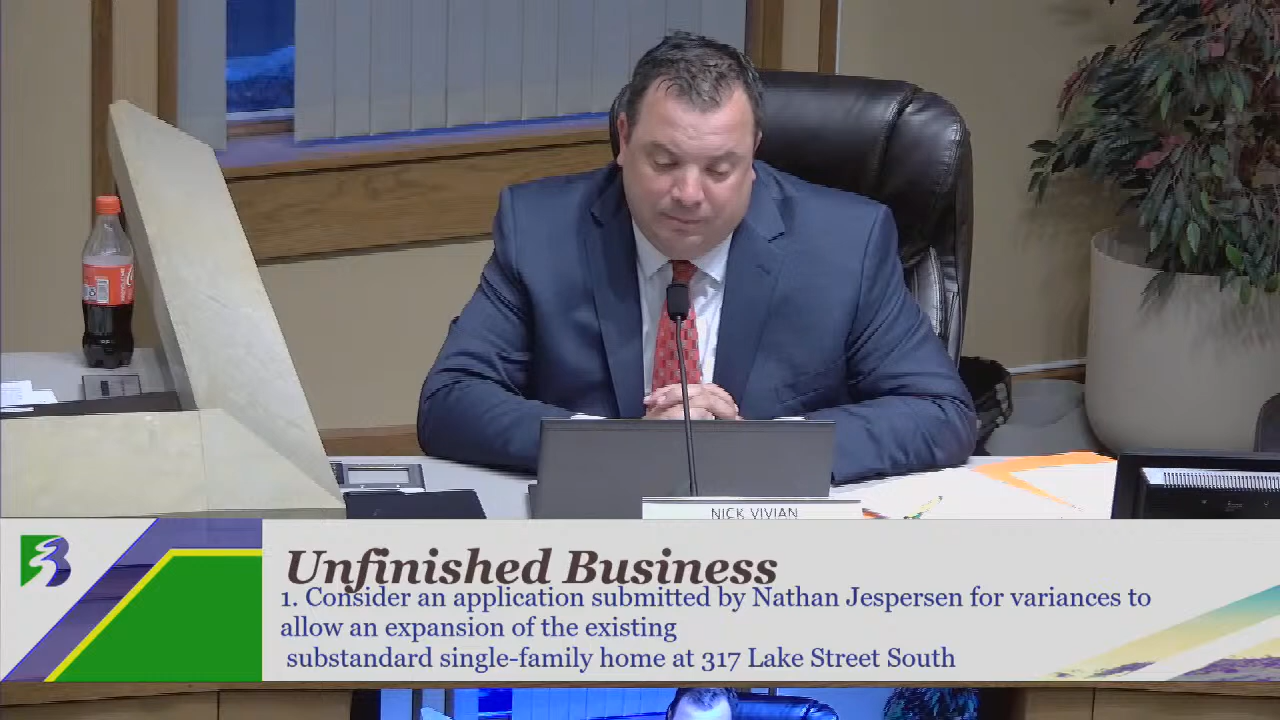 NICK VIVIAN
Unfinished Business
1. Consider an application submitted by Nathan Jespersen for variances to
allow an expansion of the existing
substandard single-family home at 317 Lake Street South